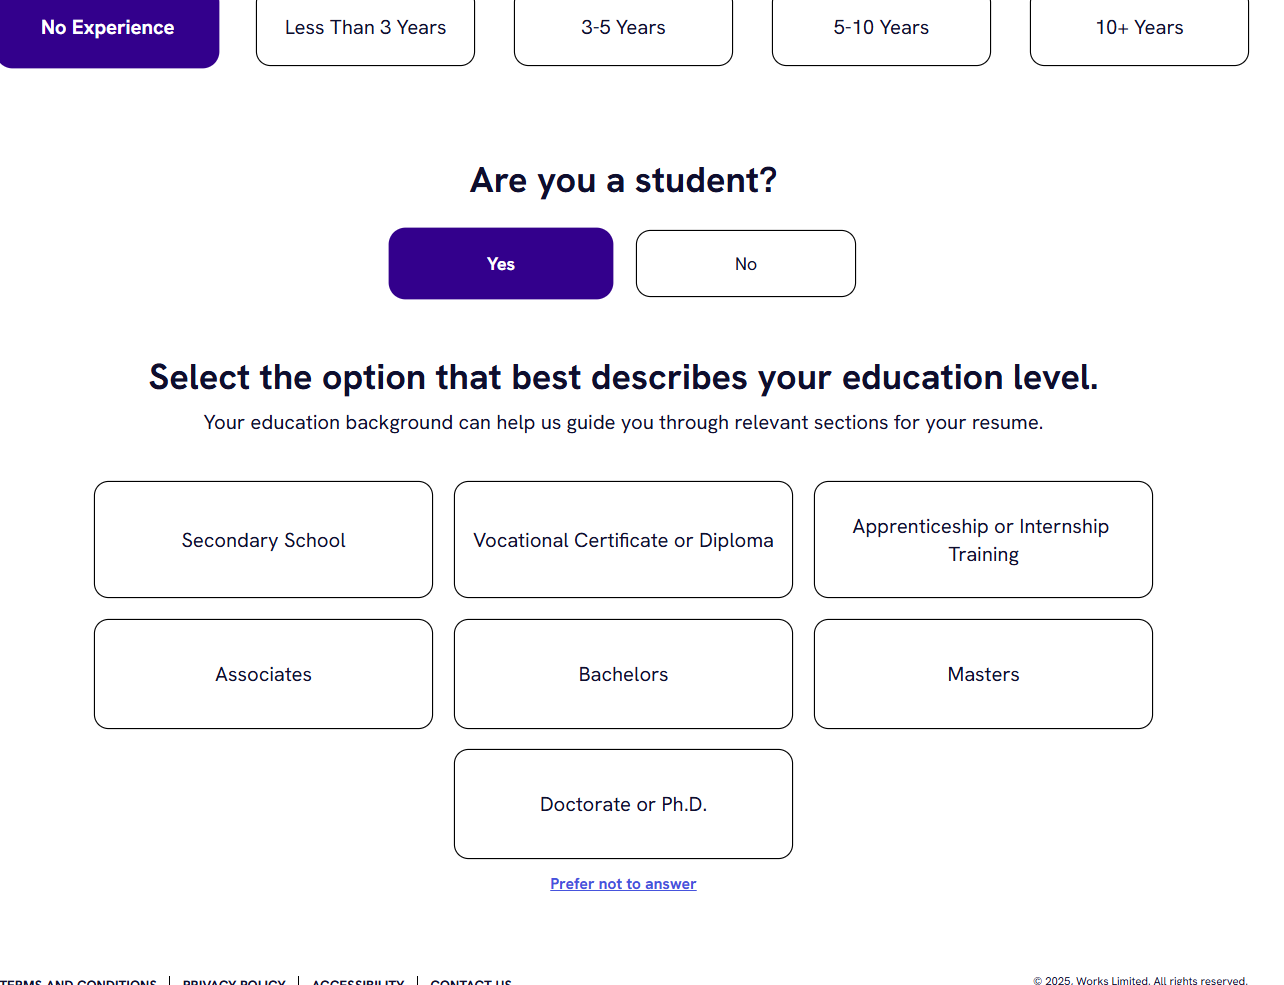 No Experience
Less Than 3 Years
3-5 Years
5-10 Years
10+ Years
Are you a student?
Yes
No
Select the option that best describes your education level.
Your education background can help us guide you through relevant sections for your resume.
Secondary School
Vocational Certificate or Diploma
Apprenticeship or Internship
Training
Associates
Bachelors
Masters
Doctorate or Ph.D.
Prefer not to answer
TERMS AND CONDITIONS
PRIVACY POLICY
ACCESSIBILITY
CONTACT US
© 2025, Works Limited. All rights reserved.